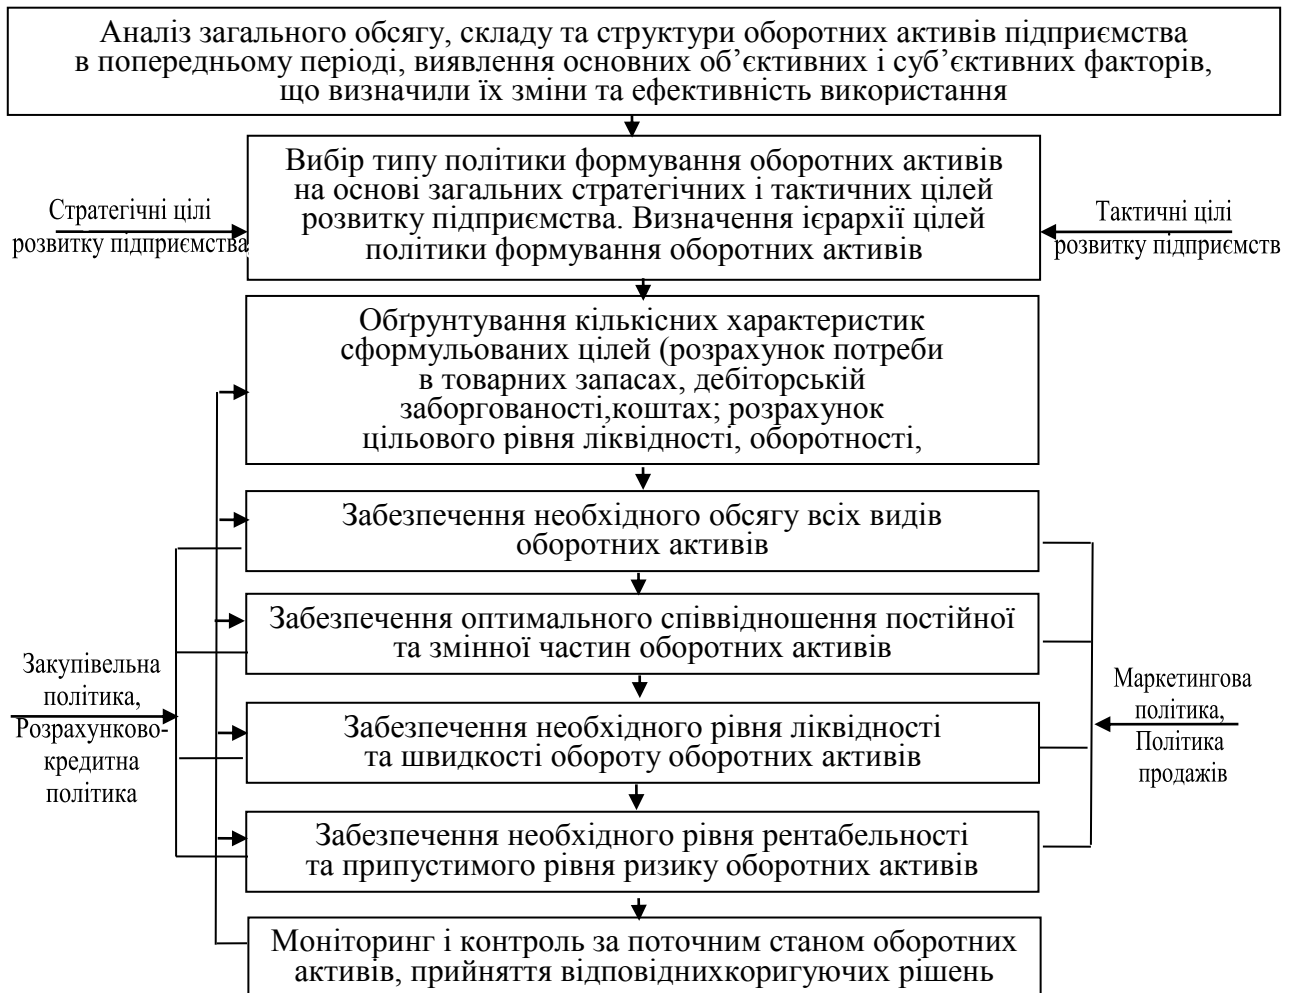 Аналіз загального обсягу, складу та структури оборотних активів підприємства
в попередньому періоді, виявлення основних об’єктивних і суб’єктивних факторів,
що визначили їх зміни та ефективність використання
Вибір типу політики формування оборотних активів
на основі загальних стратегічних і тактичних цілей
розвитку підприємства. Визначення ієрархії цілей
політики формування оборотних активів
Стратегічні цілі
розвитку підприємства
Тактичні цілі
розвитку підприємств
Обґрунтування кількісних характеристик
сформульованих цілей (розрахунок потреби
в товарних запасах, дебіторській
заборгованості,коштах; розрахунок
цільового рівня ліквідності, оборотності,
Забезпечення необхідного обсягу всіх видів
оборотних активів
Забезпечення оптимального співвідношення постійної
та змінної частин оборотних активів
Закупівельна
політика,
Розрахунково-
кредитна
політика
Маркетингова
політика,
Політика
продажів
Забезпечення необхідного рівня ліквідності
та швидкості обороту оборотних активів
Забезпечення необхідного рівня рентабельності
та припустимого рівня ризику оборотних активів
Моніторинг і контроль за поточним станом оборотних
активів, прийняття відповіднихкоригуючих рішень